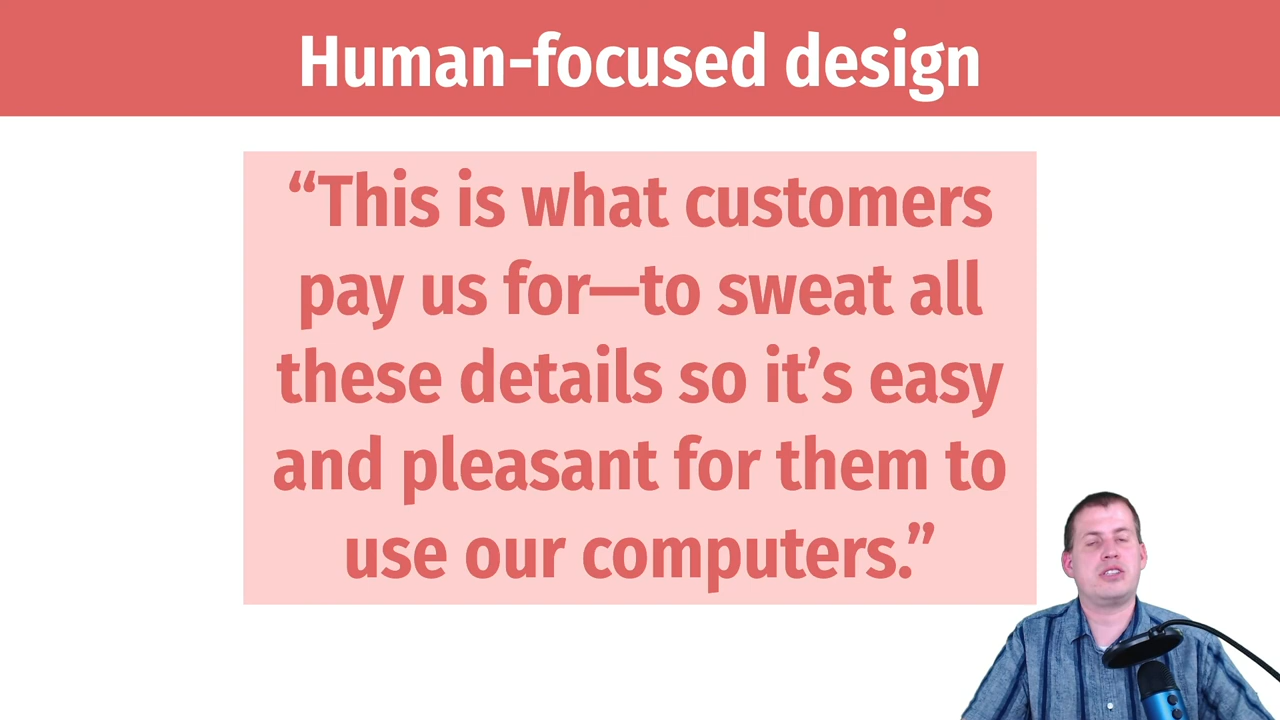 Human-focused design
“This is what customers
pay us for—to sweat all
these details so it’s easy
and pleasant for them to
use our computers.”